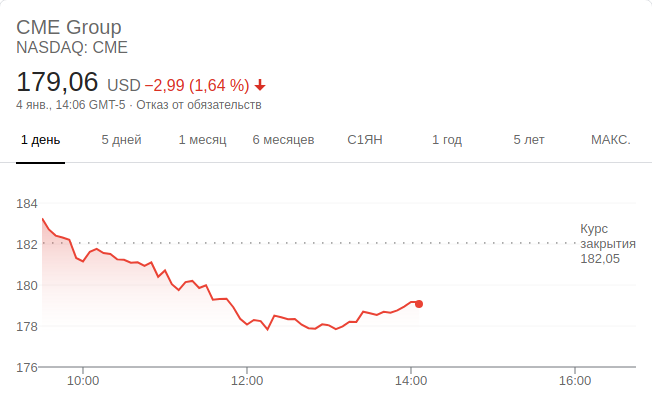 CME Group
NASDAQ: CME
179,06 USD −2,99 (1,64 %)
4 янв., 14:06 GMT-5 · Отказ от обязательств
1 день 5 дней 1 месяц 6 месяцев С1ЯН 1 год 5 лет МАКС.
184
Курс
182 закрытия
182,05
180
178
176
10:00 12:00 14:00 16:00